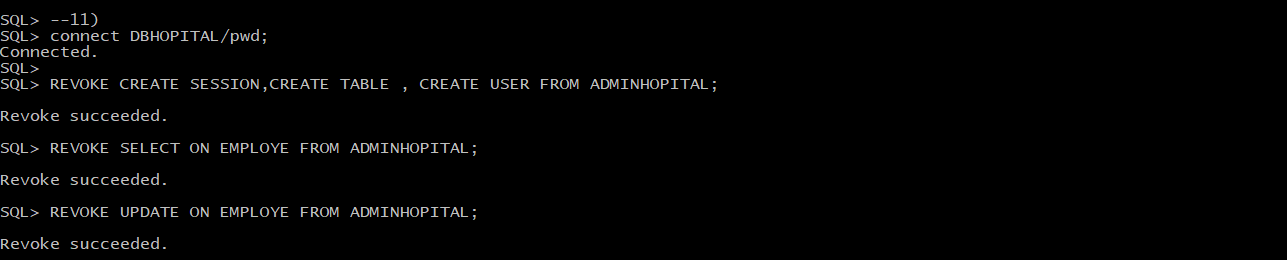 SQL> --11)
SQL> connect DBHOPITAL/pwd;
Connected.
SQL>
SQL> REVOKE CREATE SESSION,CREATE TABLE , CREATE USER FROM ADMINHOPITAL;
Revoke succeeded.
SQL> REVOKE SELECT ON EMPLOYE FROM ADMINHOPITAL;
Revoke succeeded.
SQL> REVOKE UPDATE ON EMPLOYE FROM ADMINHOPITAL;
Revoke succeeded.